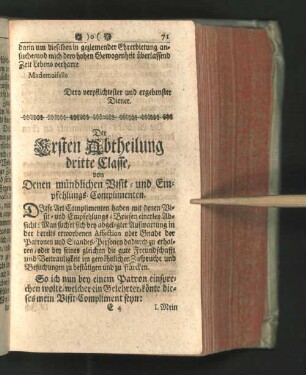 )o( 71
darin um dieselben in geziemender Ehrerbietung an-
suchen und mich dero hohen Gewogenheit überlassend
Zeit Lebens verharre
Mademoiselle
Dero verpflichtester und ergebenster
Diener.
Der
Ersten Abtheilung
dritte Classe,
von
Denen mündlichen Visit- und Em-
pfehlungs-Complimenten.
Diese Art Complimenten haben mit denen Vi-
sit- und Empfehlungs-Briefen einerley Ab-
sicht: Man suchet sich bey abgelegter Aufwartung in
der bereits erworbenen Affection oder Gnade der
Patronen und Standes-Personen dadurch zu erhal-
ten, oder bey seines gleichen die gute Freundschafft
und Vertraulichkeit im gewöhnlichen Zuspruche und
Besuchungen zu bestätigen und zu stärcken.
So ich nun bey einem Patron einspre-
chen wolte, welcher ein Gelehrter, könte die-
ses mein Visit-Compliment seyn:
E 4 1. Mein